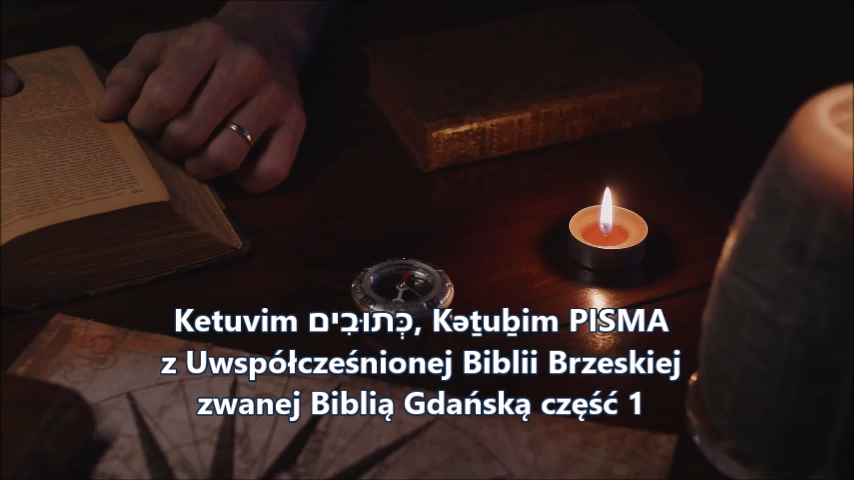 Ketuvim כְּתוּבִים, Kəṯuḇim PISMA
z Uwspółcześnionej Biblii Brzeskiej
zwanej Biblią Gdańską część 1